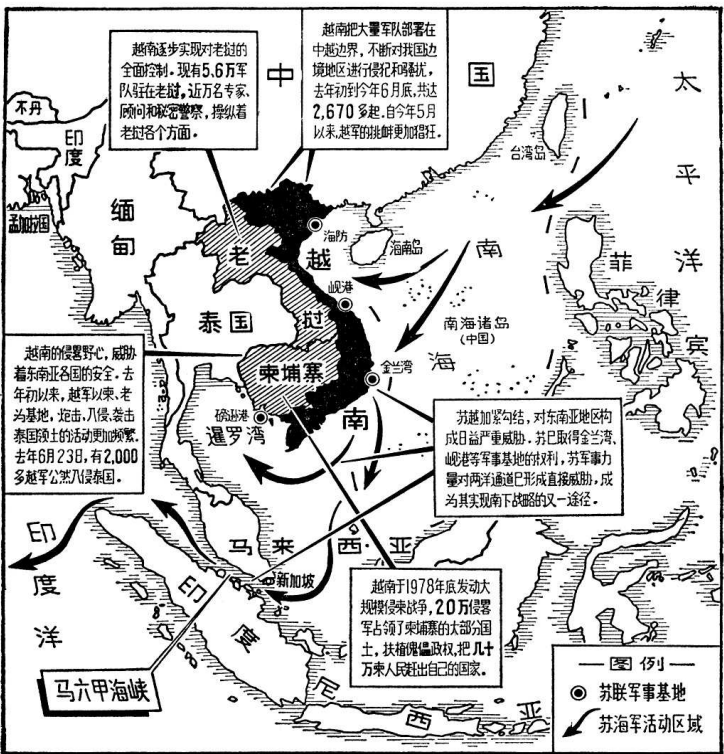 越南逐步实现对老挝的
全面控制。现有5.6万军
队驻在老挝,近万名专家、
顾问和秘密警察,操纵着
老挝各个方面。
越南把大量军队部署在
中越边界,不断对我国边
境地区进行侵犯和骚扰,
去年初到今年6月底,共达
2,670多起。自今年5月
以来,越军的挑衅更加猖狂。
中国
太平洋
不丹
印度
孟加拉国
缅甸
台湾岛
海防
海南岛
老挝
越南
岘港
南海
菲律宾
泰国
南海诸岛
(中国)
柬埔寨
金兰湾
磅逊港
暹罗湾
越南的侵略野心,威胁
着东南亚各国的安全。去
年初以来,越军以柬、老
为基地,炮击、入侵、袭击
泰国领土的活动更加频繁。
去年6月23日,有2,000
多越军公然入侵泰国。
苏越加紧勾结,对东南亚地区构
成日益严重威胁。苏已取得金兰湾、
岘港等军事基地的权利,苏军事力
量对两洋通道已形成直接威胁,成
为其实现南下战略的又一途径。
印度洋
马来西亚
新加坡
印度尼西亚
越南于1978年底发动大
规模侵柬战争,20万侵略
军占领了柬埔寨的大部分国
土,扶植傀儡政权,把几十
万柬人民赶出自己的国家。
马六甲海峡
图例
苏联军事基地
苏海军活动区域